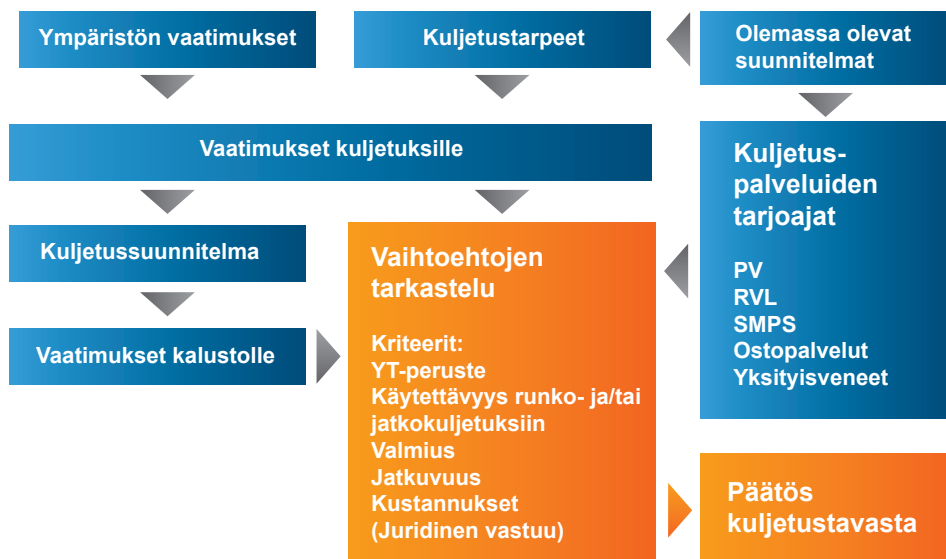 Ympäristön vaatimukset
Kuljetustarpeet
Olemassa olevat
suunnitelmat
Vaatimukset kuljetuksille
Kuljetus-
palveluiden
tarjoajat
PV
RVL
SMPS
Ostopalvelut
Yksityisveneet
Kuljetussuunnitelma
Vaatimukset kalustolle
Vaihtoehtojen
tarkastelu
Kriteerit:
YT-peruste
Käytettävyys runko- ja/tai
jatkokuljetuksiin
Valmius
Jatkuvuus
Kustannukset
(Juridinen vastuu)
Päätös
kuljetustavasta